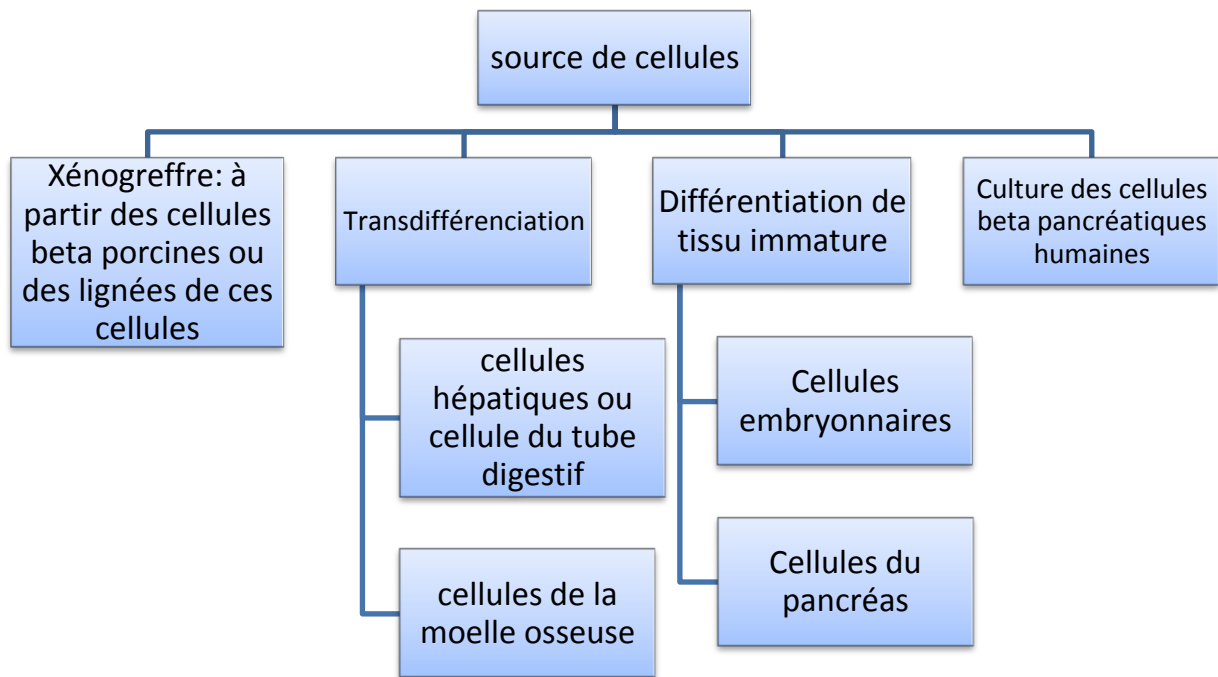 source de cellules
Xénogreffre: à
partir des cellules
beta porcines ou
des lignées de ces
cellules
Transdifférenciation
cellules
hépatiques ou
cellule du tube
digestif
cellules de la
moelle osseuse
Différentiation de
tissu immature
Cellules
embryonnaires
Cellules du
pancréas
Culture des cellules
beta pancréatiques
humaines